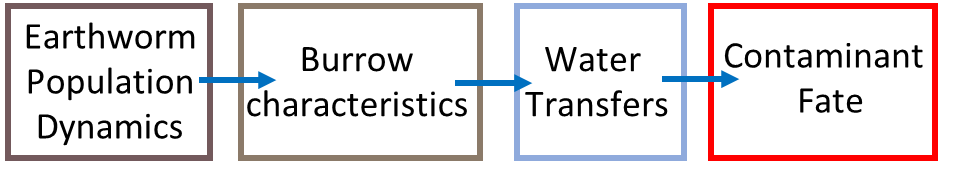 Earthworm
Population
Dynamics
Burrow
characteristics
Water
Transfers
Contaminant
Fate